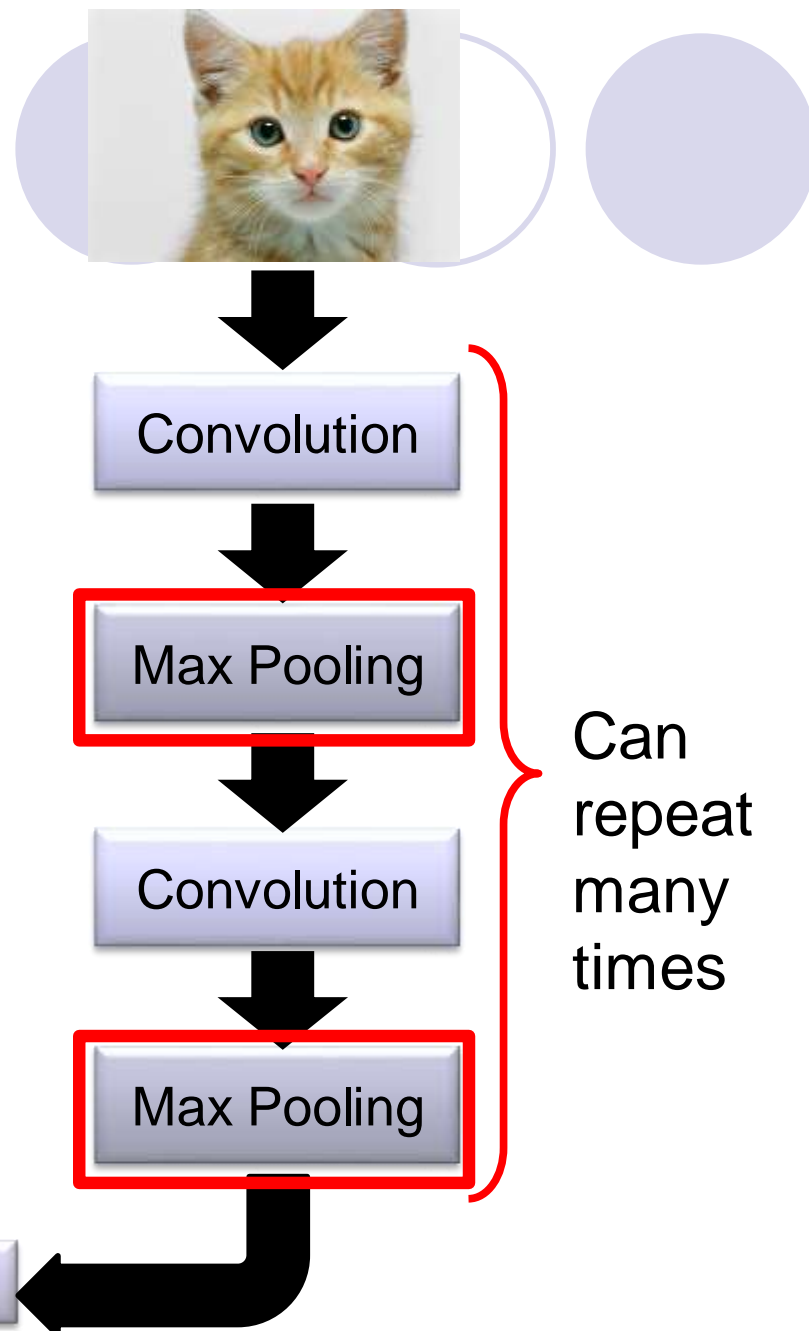 Convolution
Max Pooling
Can
repeat
many
times
Convolution
Max Pooling